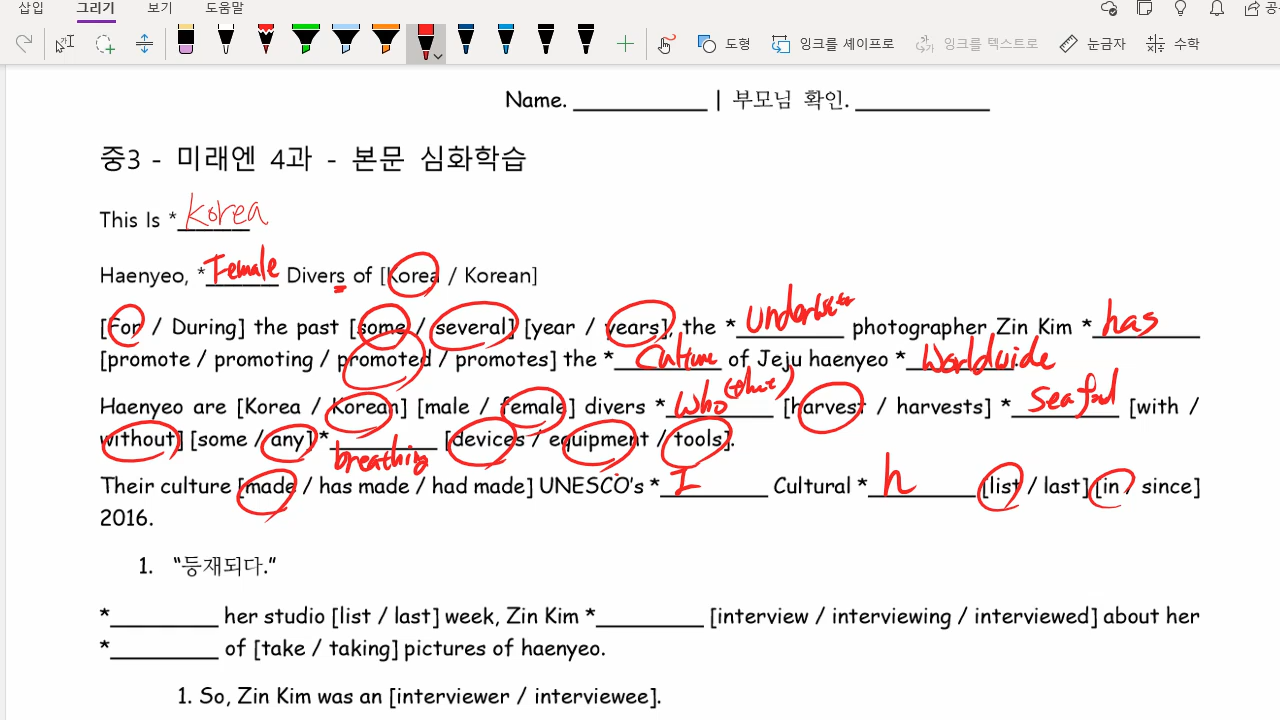 삽입 그리기 보기 도움말
도형 잉크를 셰이프로 잉크를 텍스트로 눈금자 수학
Name. __________ | 부모님 확인. __________
중3 - 미래엔 4과 - 본문 심화학습
This Is * Korea
Haenyeo, * Female Divers of [Korea / Korean]
[For / During] the past [some / several] [year / years], the * __________ photographer Zin Kim * has
[promote / promoting / promoted / promotes] the * culture of Jeju haenyeo * worldwide.
Haenyeo are [Korea / Korean] [male / female] divers * who (that) [harvest / harvests] * seafood [with /
without] [some / any] * breathing [devices / equipment / tools].
Their culture [made / has made / had made] UNESCO's * I Cultural * h [list / last] [in / since]
2016.
1. “등재되다.”
* __________ her studio [list / last] week, Zin Kim * __________ [interview / interviewing / interviewed] about her
* __________ of [take / taking] pictures of haenyeo.
1. So, Zin Kim was an [interviewer / interviewee].